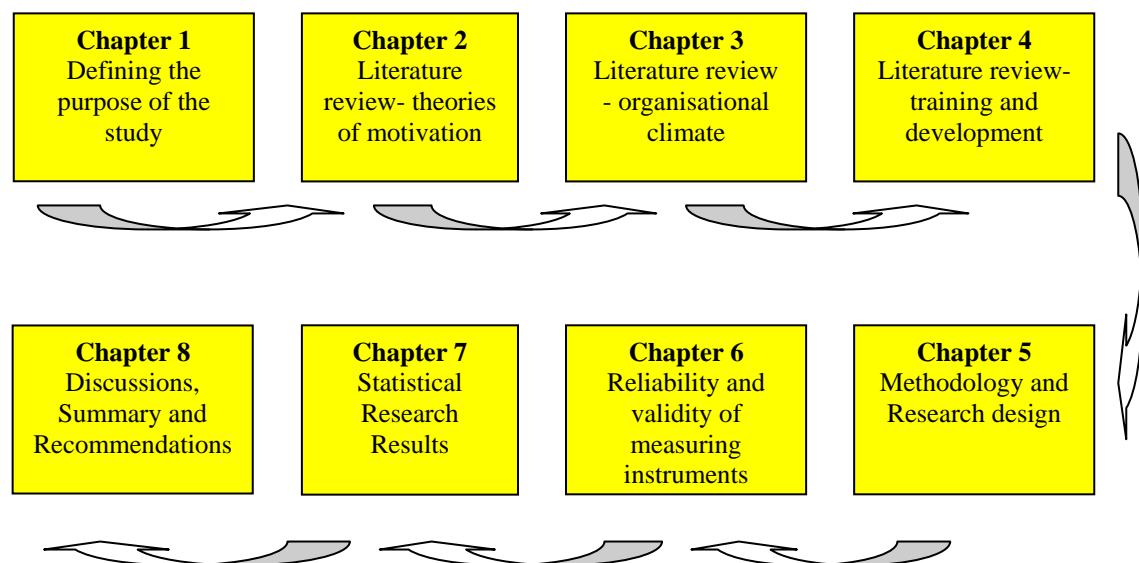 Chapter 1
Defining the
purpose of the
study
Chapter 2
Literature
review- theories
of motivation
Chapter 3
Literature review
- organisational
climate
Chapter 4
Literature review-
training and
development
Chapter 5
Methodology and
Research design
Chapter 6
Reliability and
validity of
measuring
instruments
Chapter 7
Statistical
Research
Results
Chapter 8
Discussions,
Summary and
Recommendations